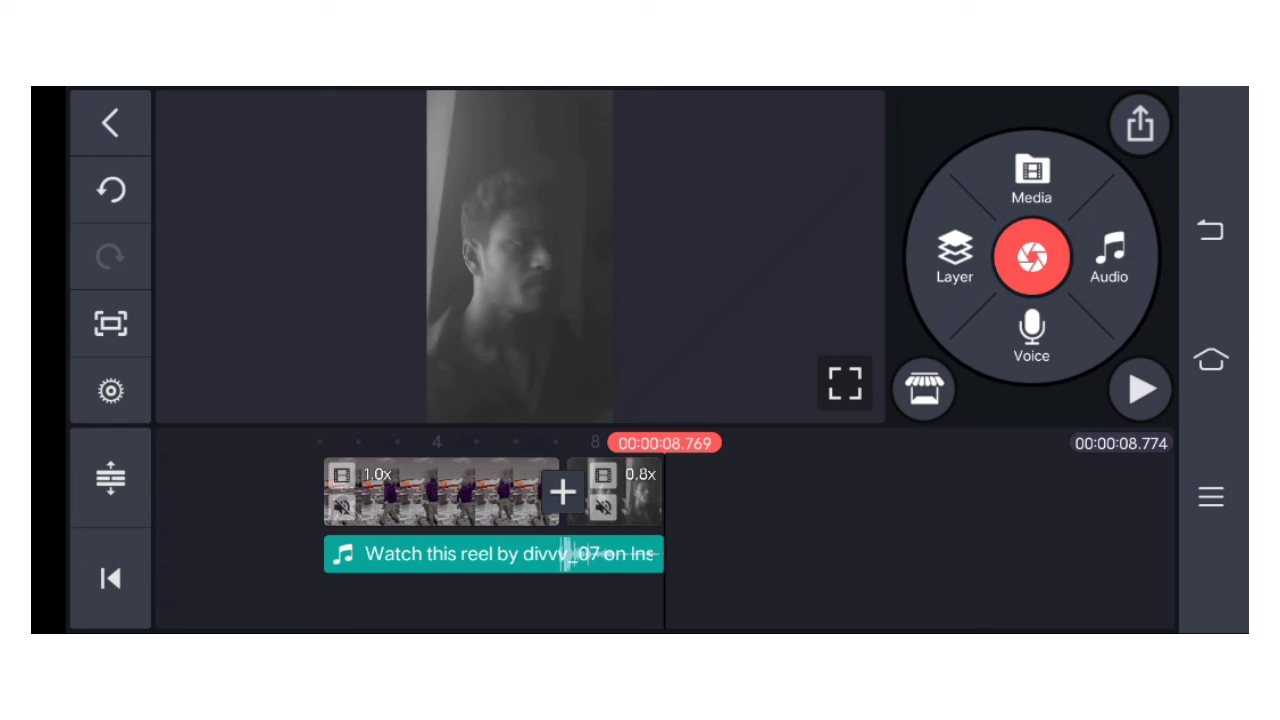 Media
Layer
Audio
Voice
4
8
00:00:08.769
00:00:08.774
1.0x
0.8x
Watch this reel by divvy_07 on Ins